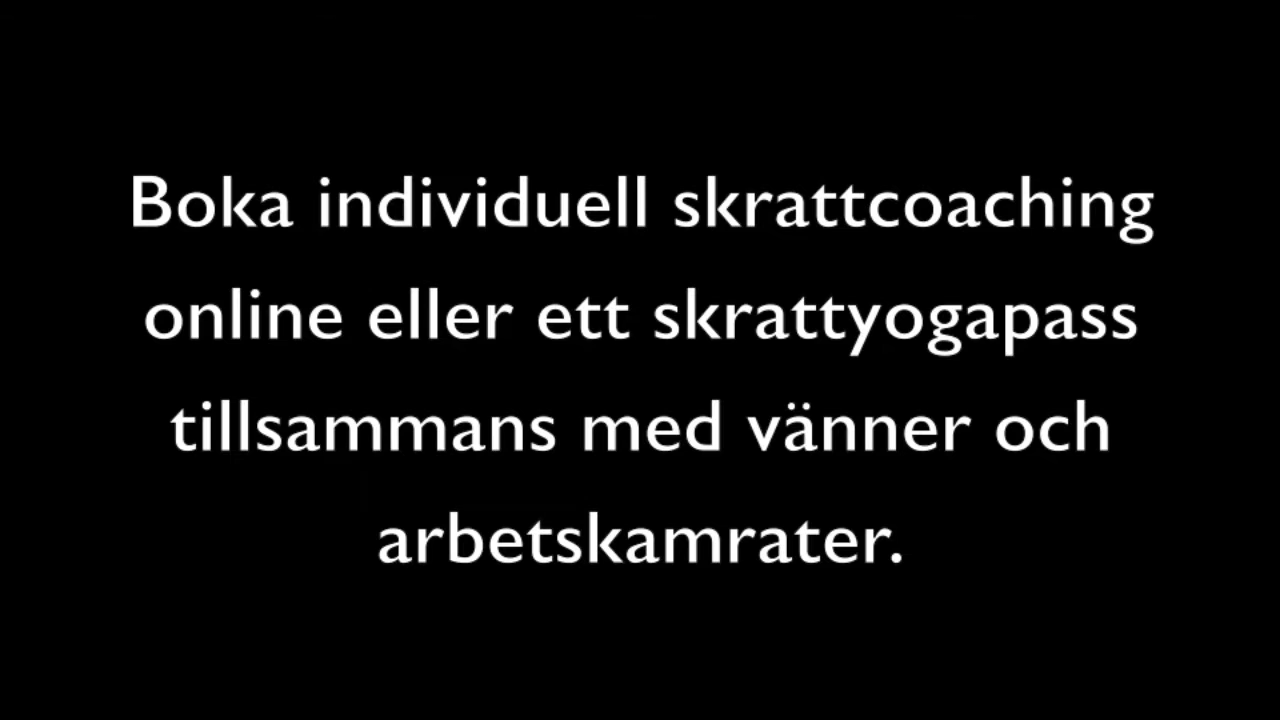 Boka individuell skrattcoaching
online eller ett skrattyogapass
tillsammans med vänner och
arbetskamrater.